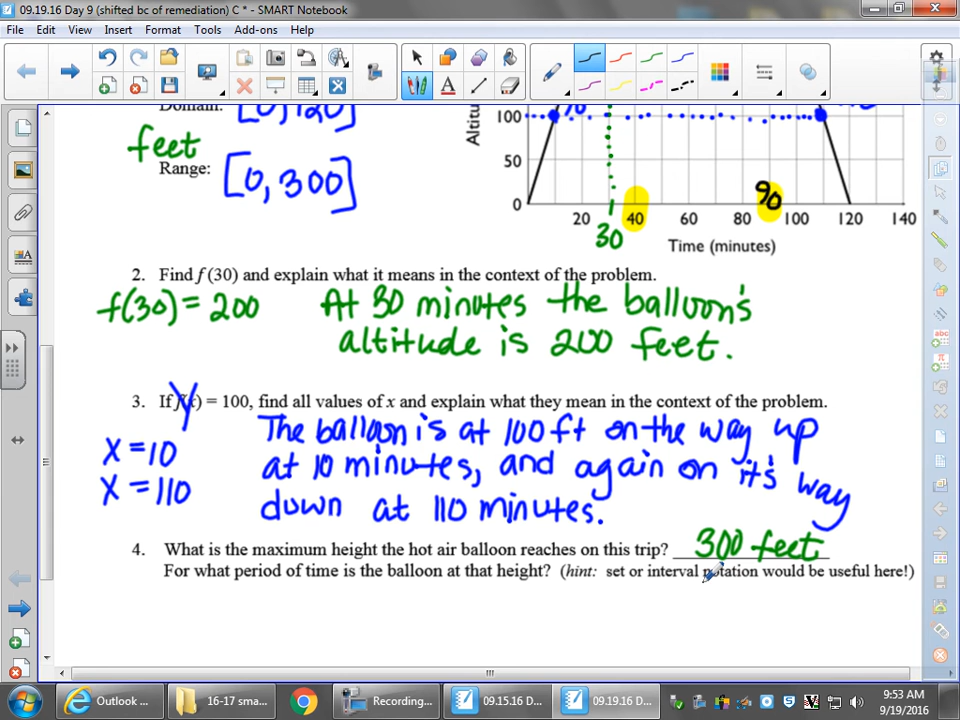 09.19.16 Day 9 (shifted bc of remediation) C * - SMART Notebook
File Edit View Insert Format Tools Add-ons Help
Domain: [0, 120]
feet
Range: [0, 300]
Altitu
100
50
0
20 40 60 80 90 100 120 140
30
Time (minutes)
2. Find f (30) and explain what it means in the context of the problem.
f(30) = 200 At 30 minutes the balloon's
altitude is 200 feet.
3. If f(x) = 100, find all values of x and explain what they mean in the context of the problem.
y
x = 10
x = 110
The balloon is at 100 ft on the way up
at 10 minutes, and again on it's way
down at 110 minutes.
4. What is the maximum height the hot air balloon reaches on this trip? 300 feet
For what period of time is the balloon at that height? (hint: set or interval notation would be useful here!)
Outlook ...
16-17 sma...
Recording...
09.15.16 D...
09.19.16 D...
9:53 AM
9/19/2016